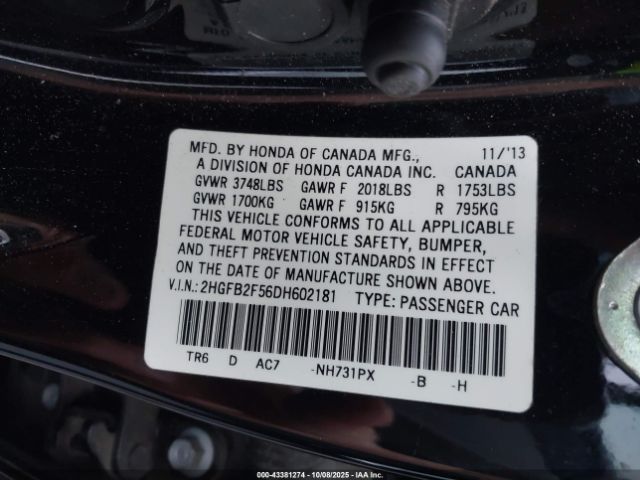 MFD. BY HONDA OF CANADA MFG., 11/'13
A DIVISION OF HONDA CANADA INC. CANADA
GVWR 3748LBS GAWR F 2018LBS R 1753LBS
GVWR 1700KG GAWR F 915KG R 795KG
THIS VEHICLE CONFORMS TO ALL APPLICABLE
FEDERAL MOTOR VEHICLE SAFETY, BUMPER,
AND THEFT PREVENTION STANDARDS IN EFFECT
ON THE DATE OF MANUFACTURE SHOWN ABOVE.
V.I.N.: 2HGFB2F56DH602181 TYPE: PASSENGER CAR
TR6 D AC7 -NH731PX -B -H
000-43381274 | 10/08/2025 | IAAI.COM